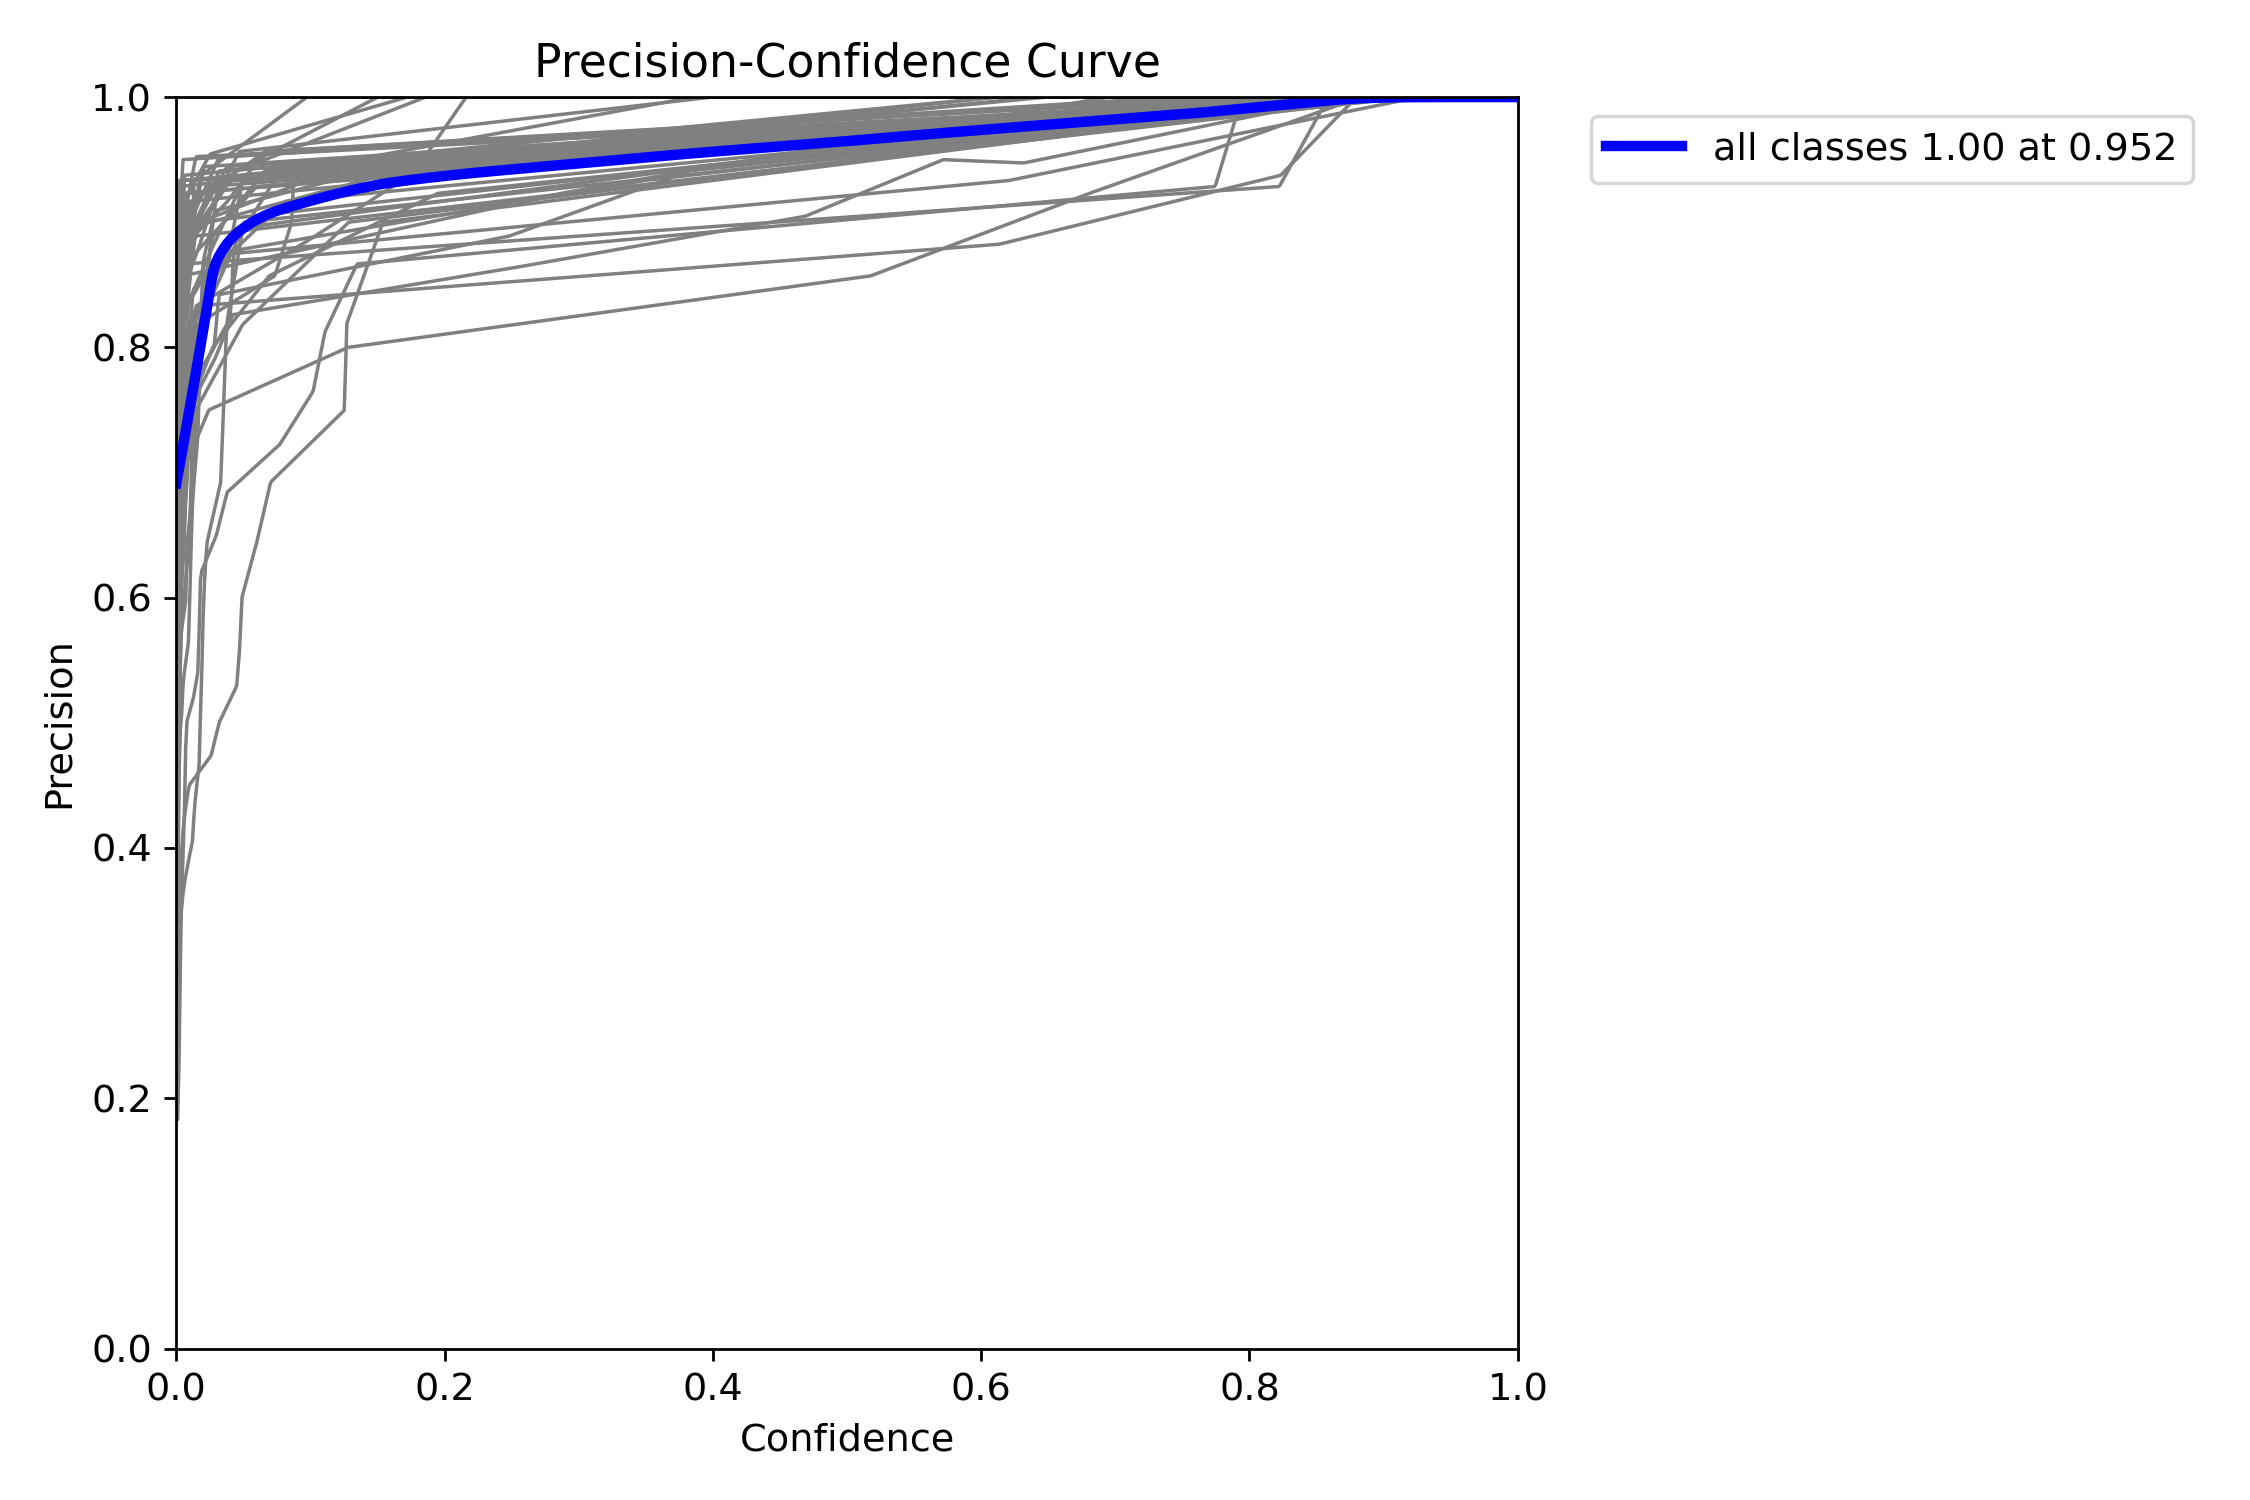 Precision-Confidence Curve
all classes 1.00 at 0.952
1.0
0.8
0.6
0.4
0.2
0.0
Precision
0.0 0.2 0.4 0.6 0.8 1.0
Confidence